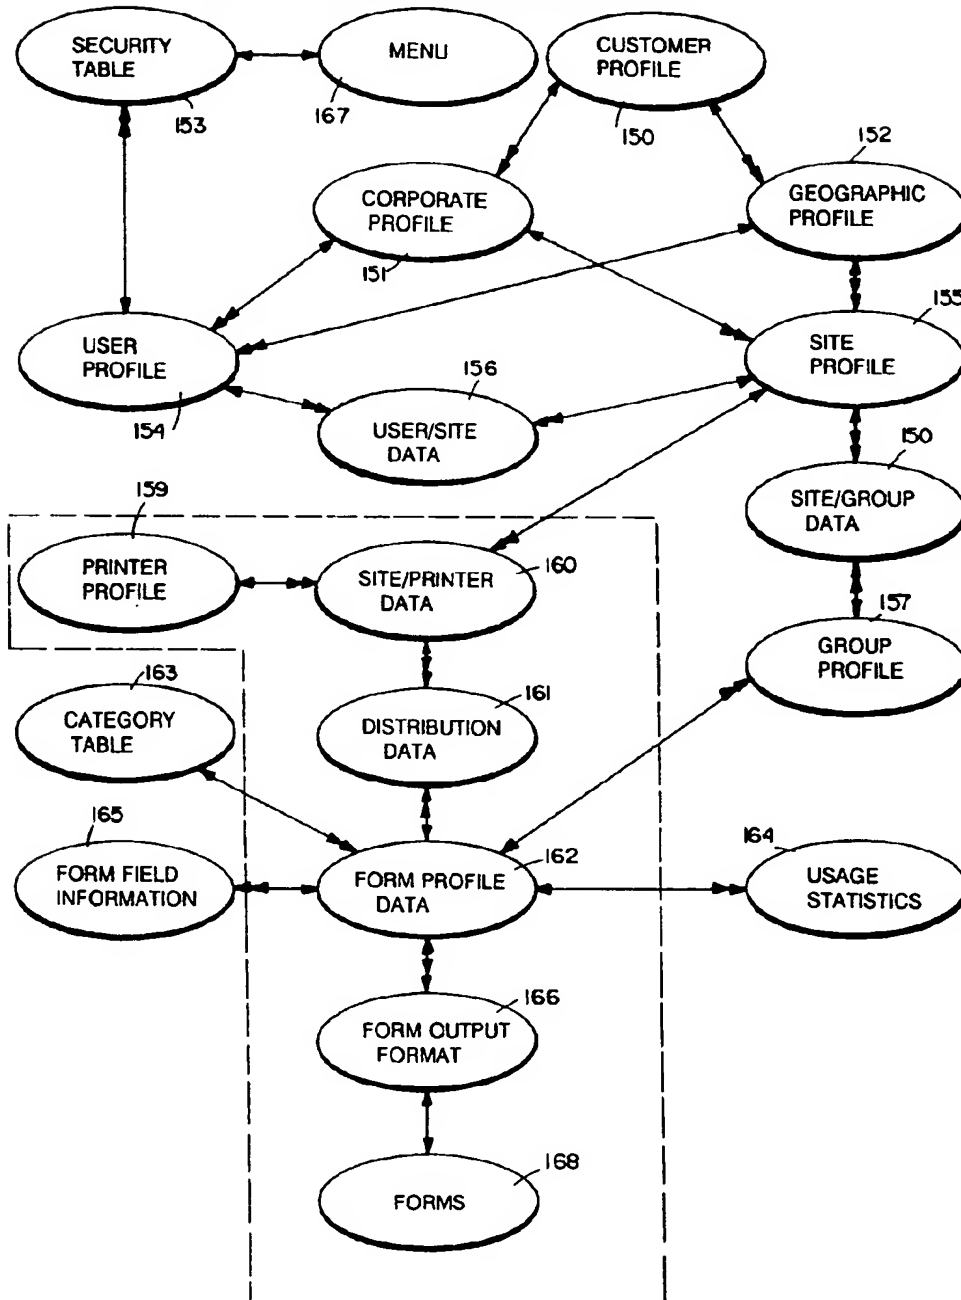 SECURITY
TABLE
153
MENU
167
CUSTOMER
PROFILE
150
152
CORPORATE
PROFILE
151
GEOGRAPHIC
PROFILE
155
USER
PROFILE
154
156
USER/SITE
DATA
SITE
PROFILE
150
SITE/GROUP
DATA
159
PRINTER
PROFILE
SITE/PRINTER
DATA
160
157
GROUP
PROFILE
163
CATEGORY
TABLE
161
DISTRIBUTION
DATA
165
FORM FIELD
INFORMATION
162
FORM PROFILE
DATA
164
USAGE
STATISTICS
166
FORM OUTPUT
FORMAT
168
FORMS